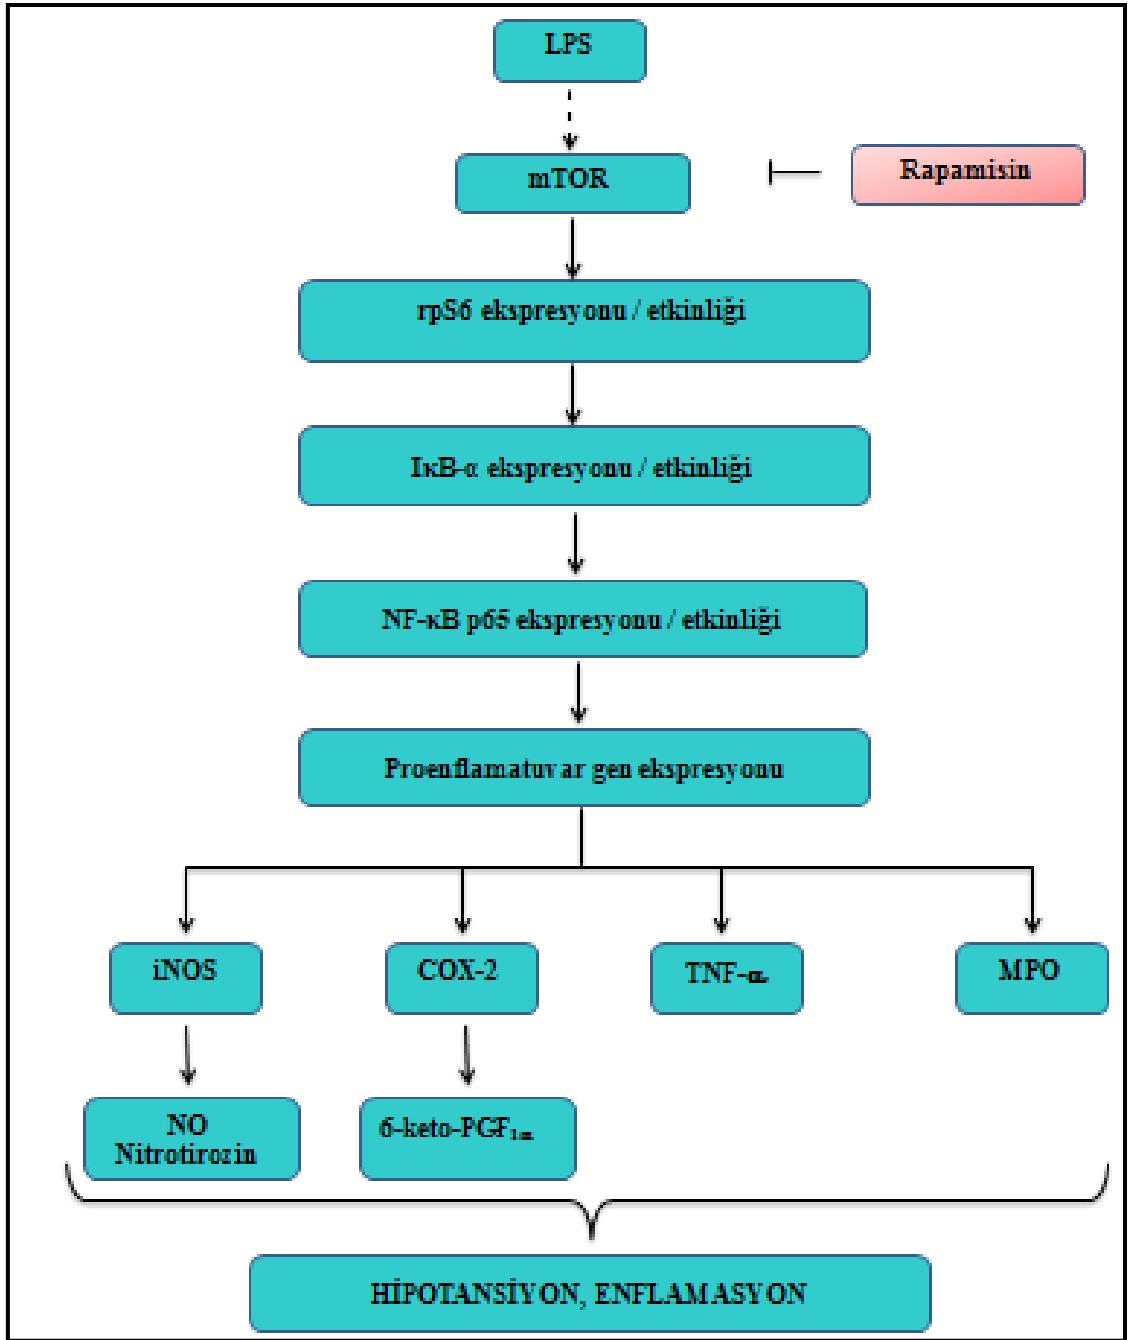 LPS
mTOR
Rapamisin
rpS6 ekspresyonu / etkinliği
IκB-α ekspresyonu / etkinliği
NF-κB p65 ekspresyonu / etkinliği
Proenflamatuvar gen ekspresyonu
iNOS
COX-2
TNF-α
MPO
NO
Nitrotirozin
6-keto-PGF₁α
HİPOTANSİYON, ENFLAMASYON